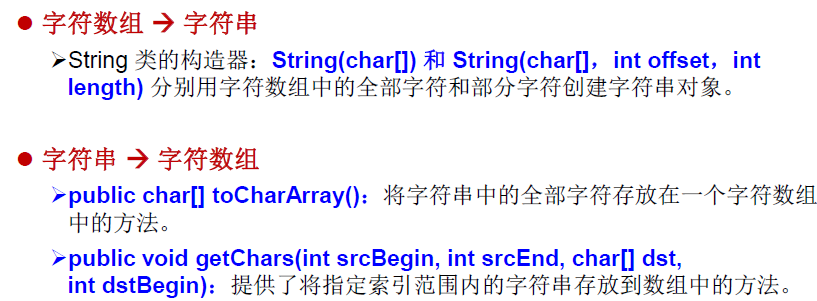 ● 字符数组 → 字符串
➢String 类的构造器：String(char[]) 和 String(char[]，int offset，int
length) 分别用字符数组中的全部字符和部分字符创建字符串对象。
● 字符串 → 字符数组
➢public char[] toCharArray()：将字符串中的全部字符存放在一个字符数组
中的方法。
➢public void getChars(int srcBegin, int srcEnd, char[] dst,
int dstBegin)：提供了将指定索引范围内的字符串存放到数组中的方法。